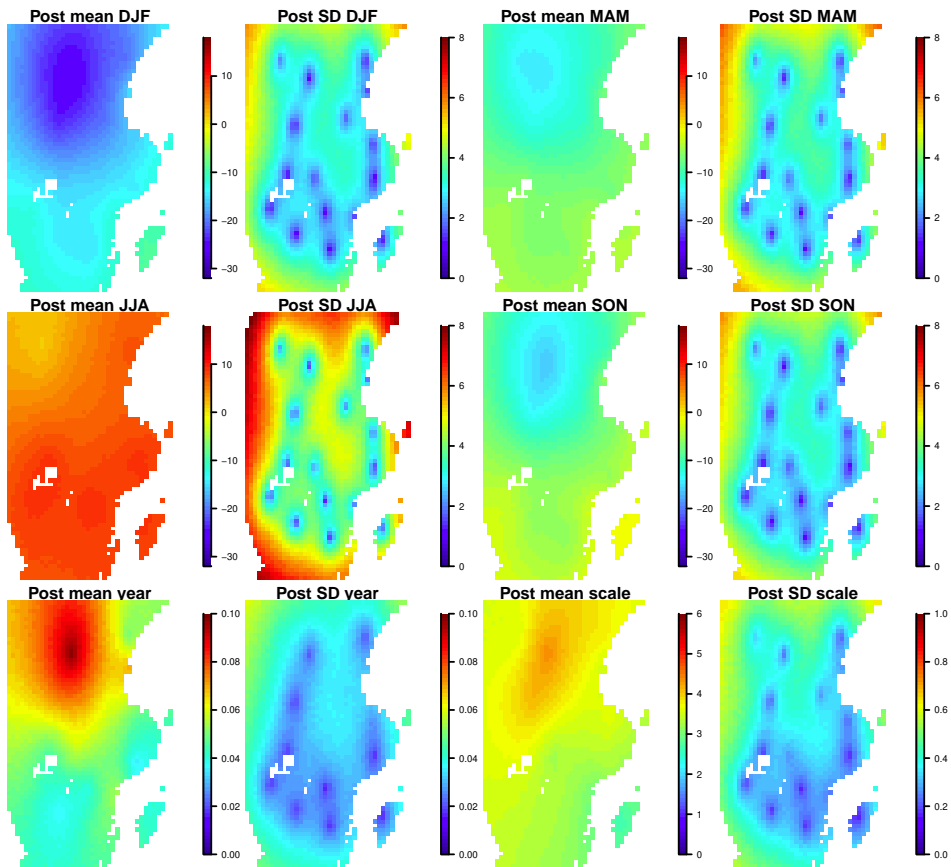 Post mean DJF Post SD DJF Post mean MAM Post SD MAM
10 8 10 8
0 6 0 6
−10 4 −10 4
−20 2 −20 2
−30 0 −30 0
Post mean JJA Post SD JJA Post mean SON Post SD SON
10 8 10 8
0 6 0 6
−10 4 −10 4
−20 2 −20 2
−30 0 −30 0
Post mean year Post SD year Post mean scale Post SD scale
0.10 0.10 6 1.0
0.08 0.08 5 0.8
0.06 0.06 4 0.6
0.04 0.04 3 0.4
0.02 0.02 2 0.2
0.00 0.00 1 0.0
0